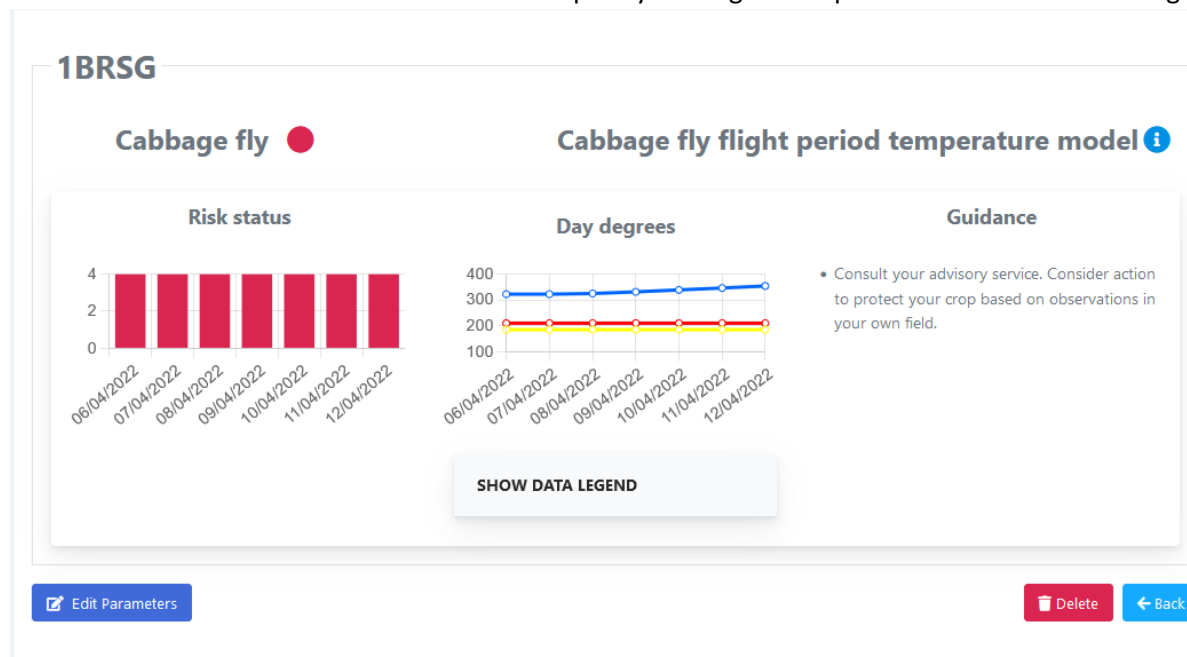 1BRSG
Cabbage fly
Cabbage fly flight period temperature model
Risk status
4
2
0
06/04/2022
07/04/2022
08/04/2022
09/04/2022
10/04/2022
11/04/2022
12/04/2022
Day degrees
400
300
200
100
06/04/2022
07/04/2022
08/04/2022
09/04/2022
10/04/2022
11/04/2022
12/04/2022
SHOW DATA LEGEND
Guidance
• Consult your advisory service. Consider action
to protect your crop based on observations in
your own field.
Edit Parameters
Delete
Back